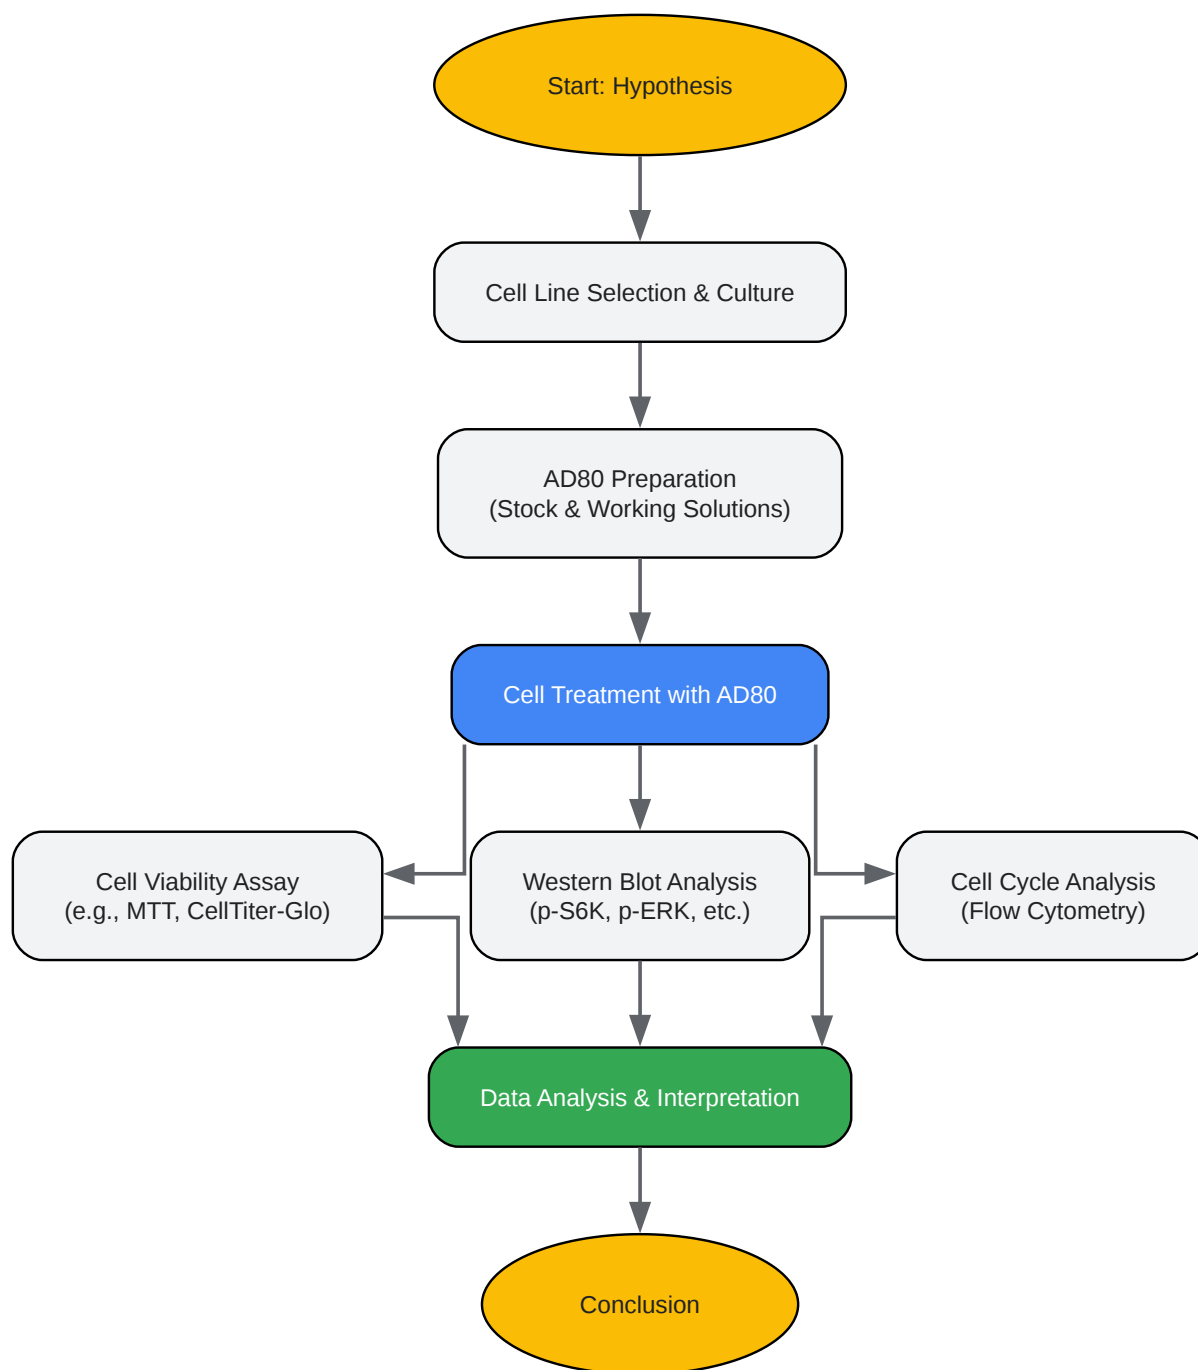 Start: Hypothesis
Cell Line Selection & Culture
AD80 Preparation
(Stock & Working Solutions)
Cell Treatment with AD80
Cell Viability Assay
(e.g., MTT, CellTiter-Glo)
Western Blot Analysis
(p-S6K, p-ERK, etc.)
Cell Cycle Analysis
(Flow Cytometry)
Data Analysis & Interpretation
Conclusion